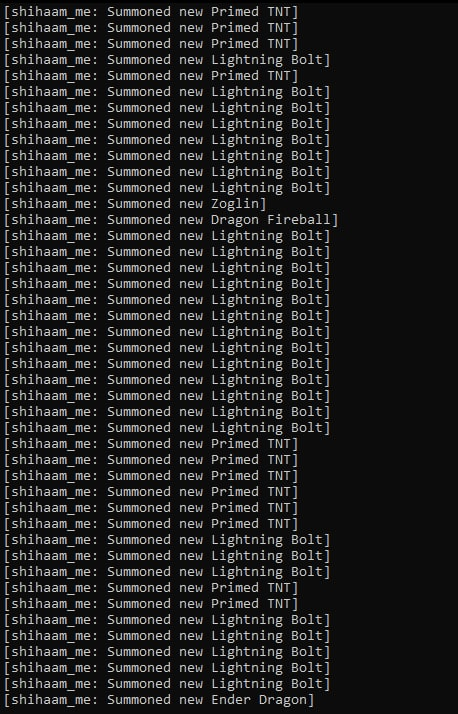 [shihaam_me: Summoned new Primed TNT]
[shihaam_me: Summoned new Primed TNT]
[shihaam_me: Summoned new Primed TNT]
[shihaam_me: Summoned new Lightning Bolt]
[shihaam_me: Summoned new Primed TNT]
[shihaam_me: Summoned new Lightning Bolt]
[shihaam_me: Summoned new Lightning Bolt]
[shihaam_me: Summoned new Lightning Bolt]
[shihaam_me: Summoned new Lightning Bolt]
[shihaam_me: Summoned new Lightning Bolt]
[shihaam_me: Summoned new Lightning Bolt]
[shihaam_me: Summoned new Lightning Bolt]
[shihaam_me: Summoned new Zoglin]
[shihaam_me: Summoned new Dragon Fireball]
[shihaam_me: Summoned new Lightning Bolt]
[shihaam_me: Summoned new Lightning Bolt]
[shihaam_me: Summoned new Lightning Bolt]
[shihaam_me: Summoned new Lightning Bolt]
[shihaam_me: Summoned new Lightning Bolt]
[shihaam_me: Summoned new Lightning Bolt]
[shihaam_me: Summoned new Lightning Bolt]
[shihaam_me: Summoned new Lightning Bolt]
[shihaam_me: Summoned new Lightning Bolt]
[shihaam_me: Summoned new Lightning Bolt]
[shihaam_me: Summoned new Lightning Bolt]
[shihaam_me: Summoned new Lightning Bolt]
[shihaam_me: Summoned new Lightning Bolt]
[shihaam_me: Summoned new Primed TNT]
[shihaam_me: Summoned new Primed TNT]
[shihaam_me: Summoned new Primed TNT]
[shihaam_me: Summoned new Primed TNT]
[shihaam_me: Summoned new Primed TNT]
[shihaam_me: Summoned new Primed TNT]
[shihaam_me: Summoned new Lightning Bolt]
[shihaam_me: Summoned new Lightning Bolt]
[shihaam_me: Summoned new Lightning Bolt]
[shihaam_me: Summoned new Primed TNT]
[shihaam_me: Summoned new Primed TNT]
[shihaam_me: Summoned new Lightning Bolt]
[shihaam_me: Summoned new Lightning Bolt]
[shihaam_me: Summoned new Lightning Bolt]
[shihaam_me: Summoned new Lightning Bolt]
[shihaam_me: Summoned new Lightning Bolt]
[shihaam_me: Summoned new Ender Dragon]